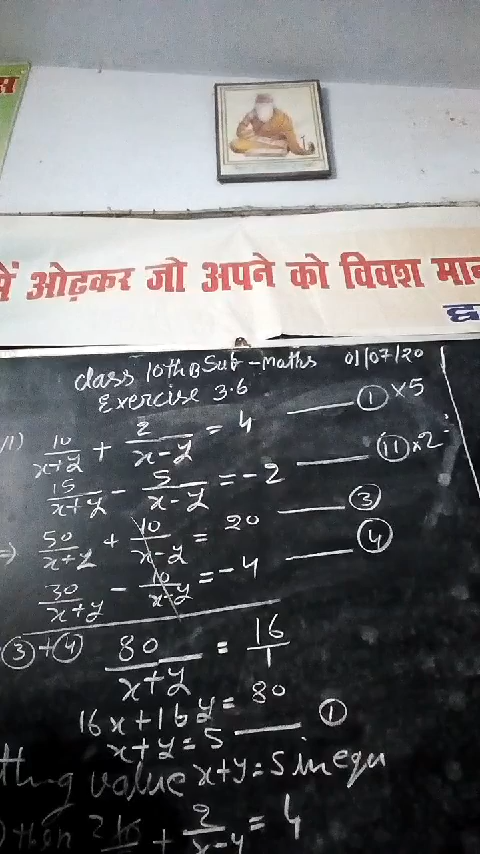 स
में ओढ़कर जो अपने को विवश मान
class 10th B Sub - Maths 01/07/20
Exercise 3.6
10/(x+y) + 2/(x-y) = 4 —— ① ×5
15/(x+y) - 5/(x-y) = -2 —— ⑪ ×2
50/(x+y) + 10/(x-y) = 20 —— ③
30/(x+y) - 10/(x-y) = -4 —— ④
③+④ 80/(x+y) = 16/1
16x+16y = 80
x+y = 5 —— ①
value x+y = 5 in equ
then + 2/(x-y) = 4